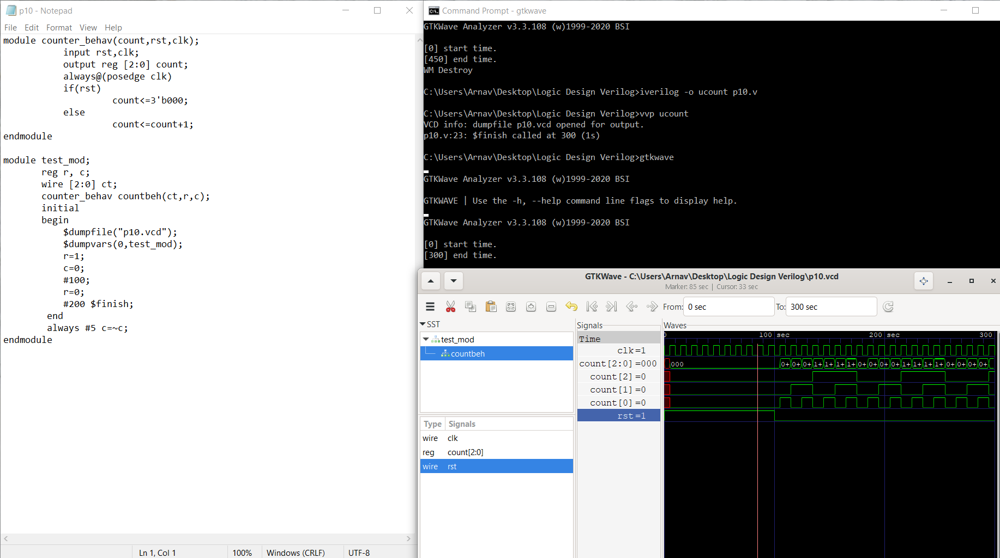 p10 - Notepad
File Edit Format View Help
module counter_behav(count,rst,clk);
input rst,clk;
output reg [2:0] count;
always@(posedge clk)
if(rst)
count<=3'b000;
else
count<=count+1;
endmodule
module test_mod;
reg r, c;
wire [2:0] ct;
counter_behav countbeh(ct,r,c);
initial
begin
$dumpfile("p10.vcd");
$dumpvars(0,test_mod);
r=1;
c=0;
#100;
r=0;
#200 $finish;
end
always #5 c=~c;
endmodule
Ln 1, Col 1 100% Windows (CRLF) UTF-8
Command Prompt - gtkwave
GTKWave Analyzer v3.3.108 (w)1999-2020 BSI
[0] start time.
[450] end time.
WM Destroy
C:\Users\Arnav\Desktop\Logic Design Verilog>iverilog -o ucount p10.v
C:\Users\Arnav\Desktop\Logic Design Verilog>vvp ucount
VCD info: dumpfile p10.vcd opened for output.
p10.v:23: $finish called at 300 (1s)
C:\Users\Arnav\Desktop\Logic Design Verilog>gtkwave
GTKWave Analyzer v3.3.108 (w)1999-2020 BSI
GTKWAVE | Use the -h, --help command line flags to display help.
GTKWave Analyzer v3.3.108 (w)1999-2020 BSI
[0] start time.
[300] end time.
GTKWave - C:\Users\Arnav\Desktop\Logic Design Verilog\p10.vcd
Marker: 85 sec | Cursor: 33 sec
From: 0 sec To: 300 sec
SST
test_mod
countbeh
Type Signals
wire clk
reg count[2:0]
wire rst
Signals
Time
clk=1
count[2:0]=000
count[2]=0
count[1]=0
count[0]=0
rst=1
Waves
0 100 sec 200 sec 300
000 0+ 0+ 0+ 1+ 1+ 1+ 1+ 0+ 0+ 0+ 0+ 1+ 1+ 1+ 1+ 0+ 0+ 0+ 0+